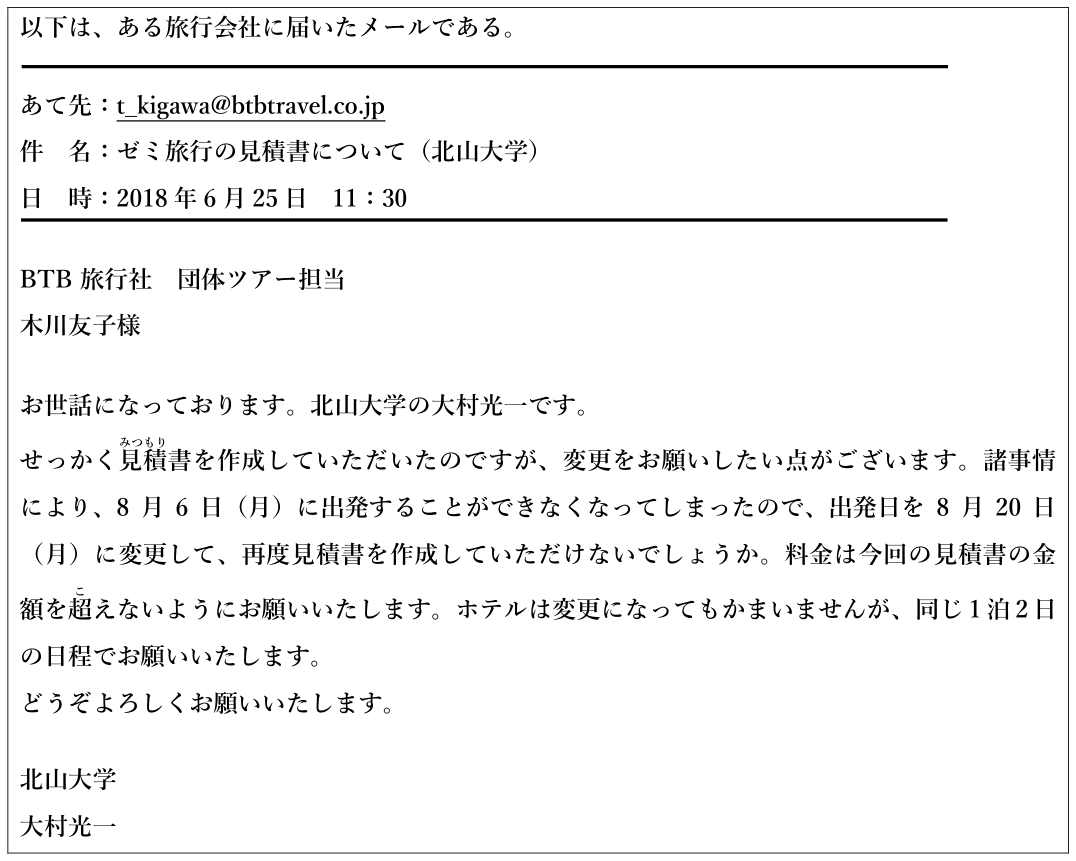 以下は、ある旅行会社に届いたメールである。
あて先：t_kigawa@btbtravel.co.jp
件　名：ゼミ旅行の見積書について（北山大学）
日　時：2018 年 6 月 25 日　11：30
BTB 旅行社　団体ツアー担当
木川友子様
お世話になっております。北山大学の大村光一です。
みつもり
せっかく見積書を作成していただいたのですが、変更をお願いしたい点がございます。諸事情
により、8 月 6 日（月）に出発することができなくなってしまったので、出発日を 8 月 20 日
（月）に変更して、再度見積書を作成していただけないでしょうか。料金は今回の見積書の金
こ
額を超えないようにお願いいたします。ホテルは変更になってもかまいませんが、同じ１泊２日
の日程でお願いいたします。
どうぞよろしくお願いいたします。
北山大学
大村光一